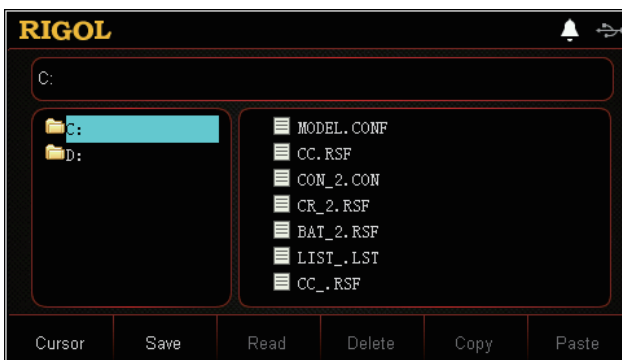 RIGOL
C:
C:
D:
MODEL.CONF
CC.RSF
CON_2.CON
CR_2.RSF
BAT_2.RSF
LIST_.LST
CC_.RSF
Cursor Save Read Delete Copy Paste